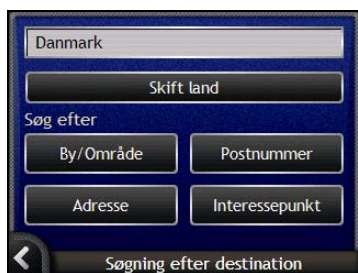 Danmark
Skift land
Søg efter
By/Område
Postnummer
Adresse
Interessepunkt
Søgning efter destination